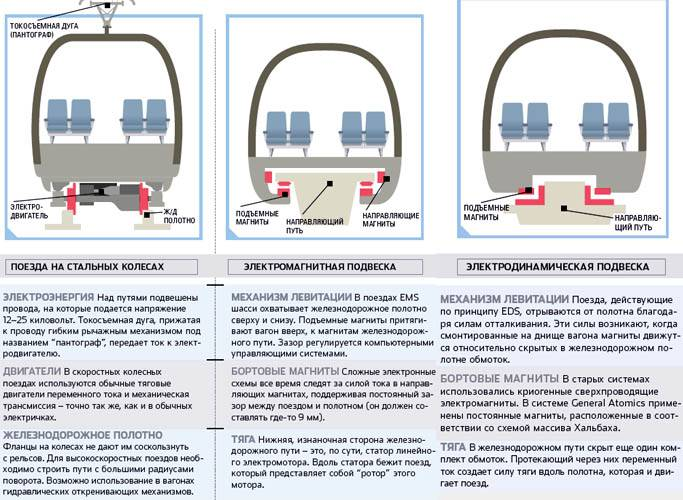 ТОКОСЪЕМНАЯ ДУГА
(ПАНТОГРАФ)
ЭЛЕКТРО-
ДВИГАТЕЛЬ
Ж/Д
ПОЛОТНО
ПОЕЗДА НА СТАЛЬНЫХ КОЛЕСАХ
ЭЛЕКТРОЭНЕРГИЯ Над путями подвешены
провода, на которые подается напряжение
12–25 киловольт. Токосъемная дуга, прижатая
к проводу гибким рычажным механизмом под
названием “пантограф”, передает ток к элект-
родвигателю.
ДВИГАТЕЛИ В скоростных колесных
поездах используются обычные тяговые
двигатели переменного тока и механическая
трансмиссия – точно так же, как и в обычных
электричках.
ЖЕЛЕЗНОДОРОЖНОЕ ПОЛОТНО
Фланцы на колесах не дают им соскользнуть
с рельсов. Для высокоскоростных поездов необ-
ходимо строить пути с большими радиусами
поворота. Возможно использование в вагонах
гидравлических откренивающих механизмов.
ПОДЪЕМНЫЕ
МАГНИТЫ
НАПРАВЛЯЮЩИЙ
ПУТЬ
НАПРАВЛЯЮЩИЕ
МАГНИТЫ
ЭЛЕКТРОМАГНИТНАЯ ПОДВЕСКА
МЕХАНИЗМ ЛЕВИТАЦИИ В поездах EMS
шасси охватывает железнодорожное полотно
сверху и снизу. Подъемные магниты притяги-
вают вагон вверх, к магнитам железнодорож-
ного пути. Зазор регулируется компьютерными
управляющими системами.
БОРТОВЫЕ МАГНИТЫ Сложные электронные
схемы все время следят за силой тока в направ-
ляющих магнитах, поддерживая постоянный за-
зор между поездом и полотном (он должен со-
ставлять где-то 9 мм).
ТЯГА Нижняя, изнаночная сторона железно-
дорожного пути – это, по сути, статор линейно-
го электромотора. Вдоль статора бежит поезд,
который представляет собой “ротор” этого
мотора.
ПОДЪЕМНЫЕ
МАГНИТЫ
НАПРАВЛЯЮ-
ЩИЙ ПУТЬ
ЭЛЕКТРОДИНАМИЧЕСКАЯ ПОДВЕСКА
МЕХАНИЗМ ЛЕВИТАЦИИ Поезда, действующие
по принципу EDS, отрываются от полотна благода-
ря силам отталкивания. Эти силы возникают, когда
смонтированные на днище вагона магниты движут-
ся относительно скрытых в железнодорожном по-
лотне обмоток.
БОРТОВЫЕ МАГНИТЫ В старых системах
использовались криогенные сверхпроводящие
электромагниты. В системе General Atomics приме-
нены постоянные магниты, расположенные в соот-
ветствии со схемой массива Хальбаха.
ТЯГА В железнодорожном пути скрыт еще один ком-
плект обмоток. Протекающий через них переменный
ток создает силу тяги вдоль полотна, которая и дви-
гает поезд.